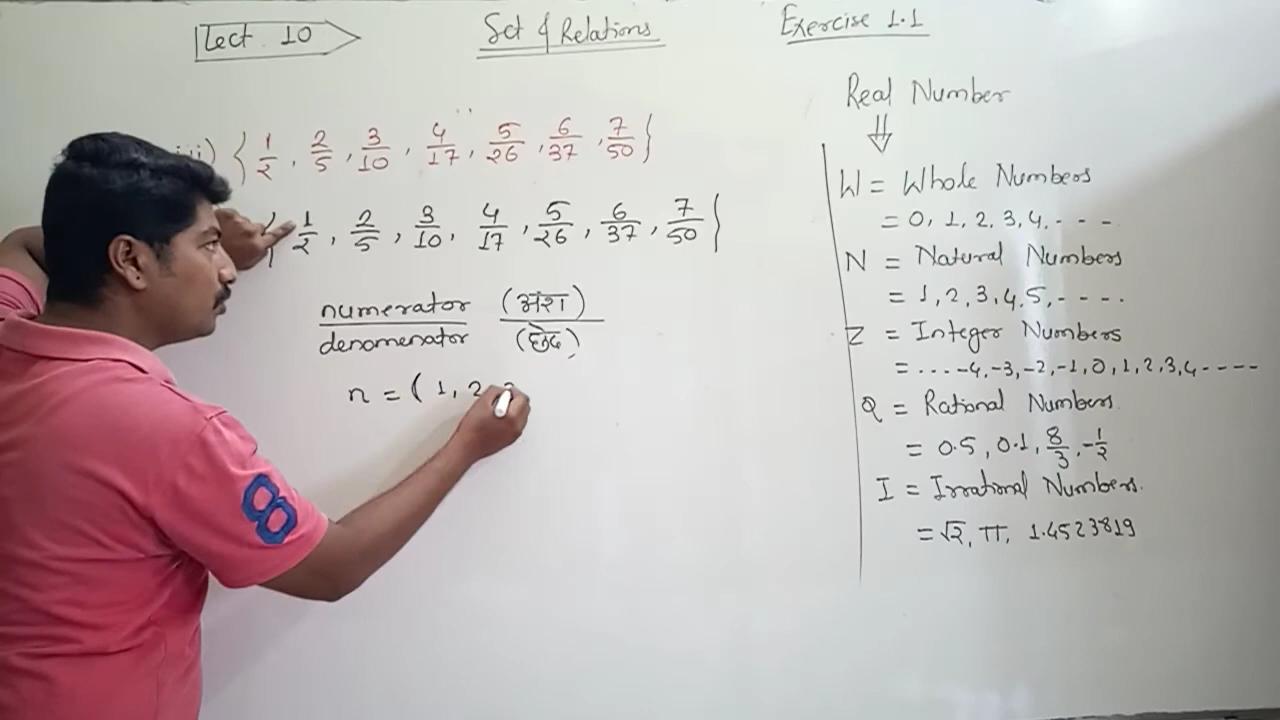 Lect 10
Set & Relations
Exercise 1.1
{ 1/2, 2/5, 3/10, 4/17, 5/26, 6/37, 7/50 }
{ 1/2, 2/5, 3/10, 4/17, 5/26, 6/37, 7/50 }
numerator (अंश)
denomenator (छेद)
n = ( 1, 2, 3
8
Real Number
⇓
W = Whole Numbers
= 0, 1, 2, 3, 4, - - -
N = Natural Numbers
= 1, 2, 3, 4, 5, - - - -
Z = Integer Numbers
= .... -4, -3, -2, -1, 0, 1, 2, 3, 4 - - - -
Q = Rational Numbers
= 0.5, 0.1, 8/3, -1/2
I = Irrational Numbers.
= √2, π, 1.4523819